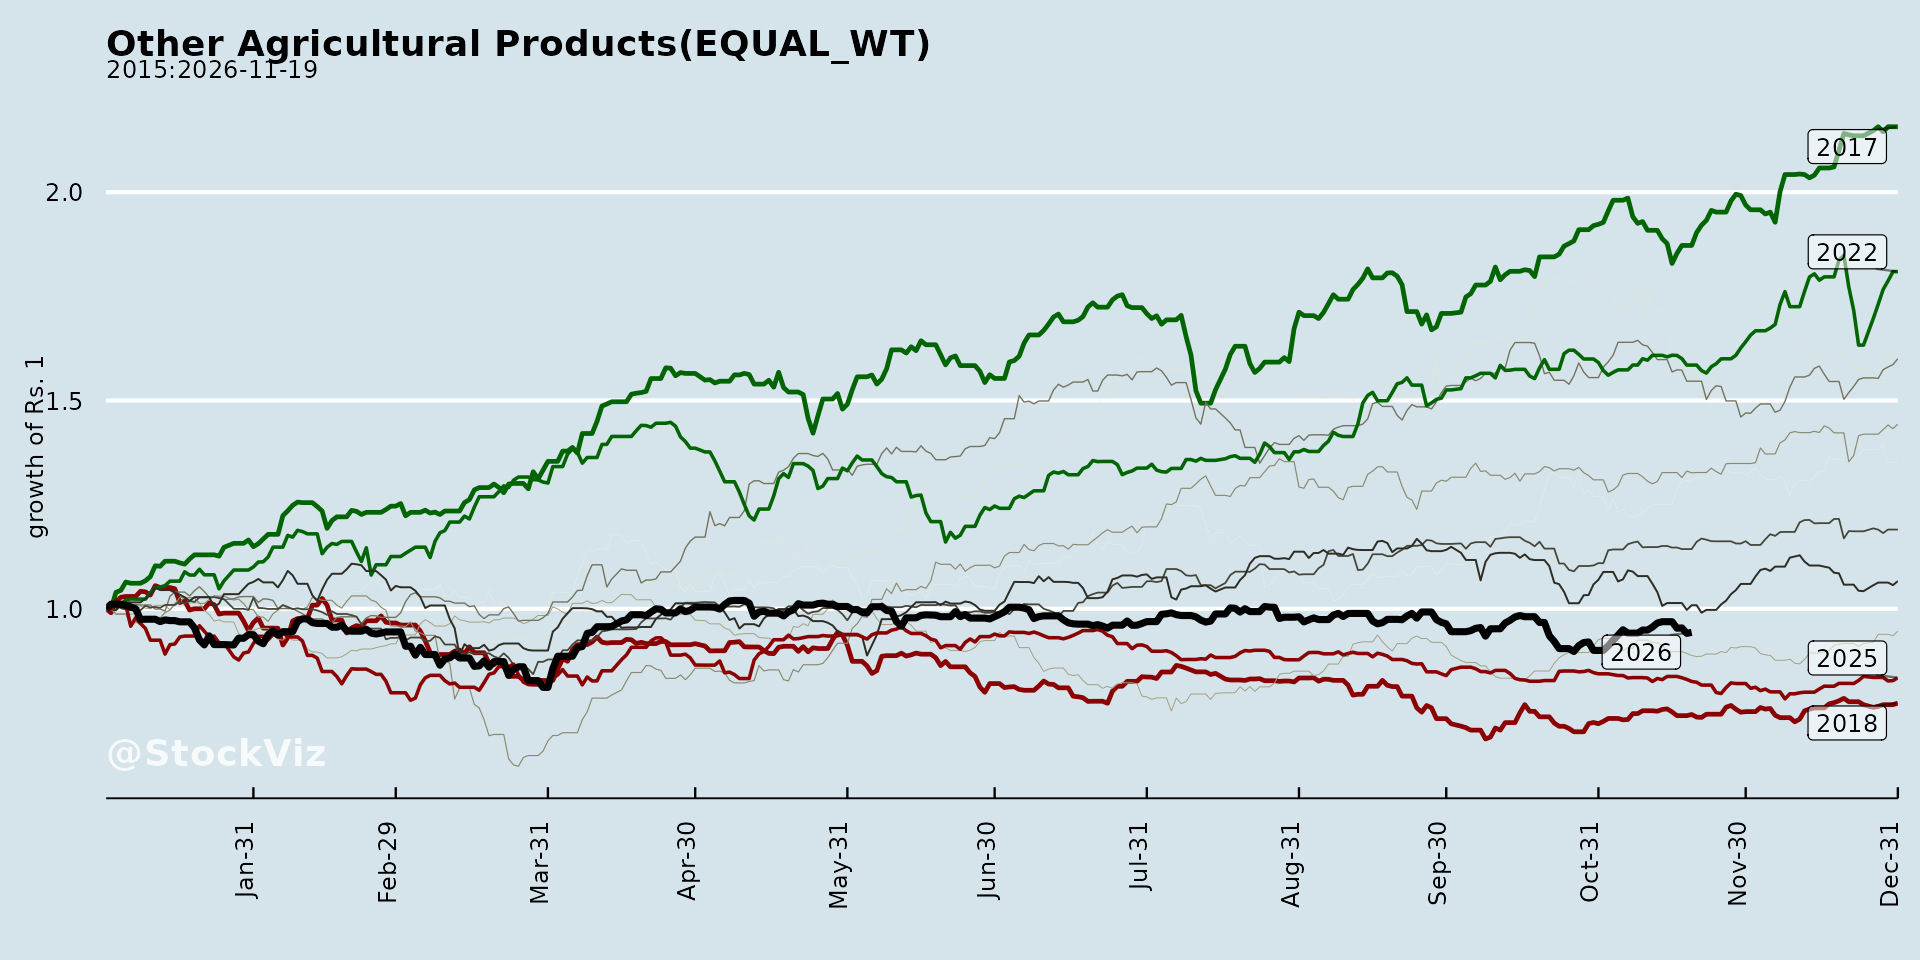 Other Agricultural Products(EQUAL_WT)
2015:2026-11-19
growth of Rs. 1
2.0
1.5
1.0
2017
2022
2026
2025
2018
@StockViz
Jan-31
Feb-29
Mar-31
Apr-30
May-31
Jun-30
Jul-31
Aug-31
Sep-30
Oct-31
Nov-30
Dec-31